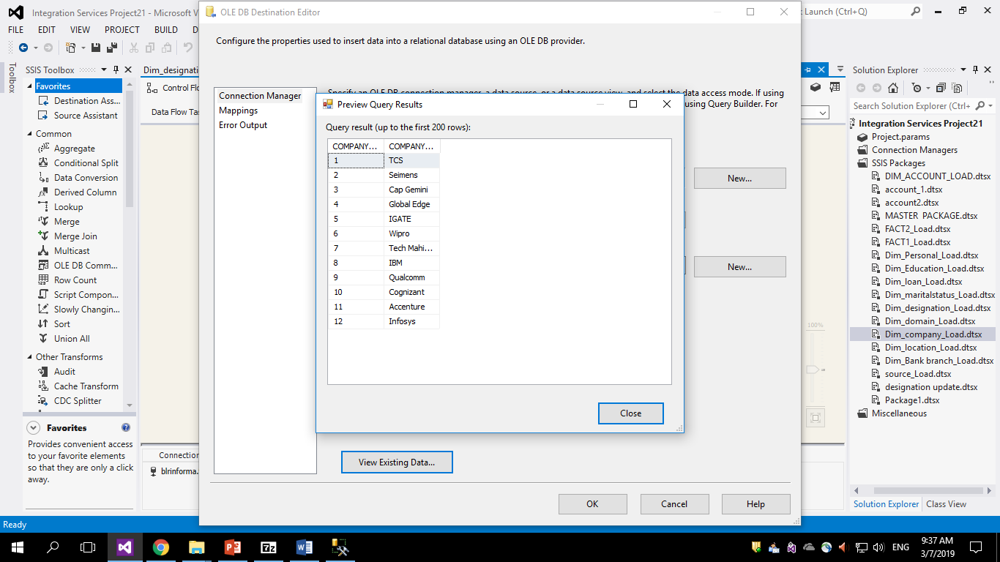 Integration Services Project21 - Microsoft V
OLE DB Destination Editor
Launch (Ctrl+Q)
FILE EDIT VIEW PROJECT BUILD D
Configure the properties used to insert data into a relational database using an OLE DB provider.
SSIS Toolbox
Toolbox
Favorites
Destination Ass...
Source Assistant
Common
Aggregate
Conditional Split
Data Conversion
Derived Column
Lookup
Merge
Merge Join
Multicast
OLE DB Comm...
Row Count
Script Compon...
Slowly Changin...
Sort
Union All
Other Transforms
Audit
Cache Transform
CDC Splitter
Favorites
Provides convenient access
to your favorite elements
so that they are only a click
away.
Dim_designati
Control Flo
Data Flow Tas
Connection
blrinforma.
Connection Manager
Mappings
Error Output
Specify an OLE DB connection manager, a data source, or a data source view, and select the data access mode. If using
using Query Builder. For
New...
New...
Preview Query Results
Query result (up to the first 200 rows):
COMPANY... COMPANY...
1 TCS
2 Seimens
3 Cap Gemini
4 Global Edge
5 IGATE
6 Wipro
7 Tech Mahi...
8 IBM
9 Qualcomm
10 Cognizant
11 Accenture
12 Infosys
Close
View Existing Data...
OK Cancel Help
100%
Solution Explorer
Search Solution Explorer (Ctrl+
Integration Services Project21
Project.params
Connection Managers
SSIS Packages
DIM_ACCOUNT_LOAD.dtsx
account_1.dtsx
account2.dtsx
MASTER PACKAGE.dtsx
FACT2_Load.dtsx
FACT1_Load.dtsx
Dim_Personal_Load.dtsx
Dim_Education_Load.dtsx
Dim_loan_Load.dtsx
Dim_maritalstatus_Load.dtsx
Dim_designation_Load.dtsx
Dim_domain_Load.dtsx
Dim_company_Load.dtsx
Dim_location_Load.dtsx
Dim_Bank branch_Load.dtsx
source_Load.dtsx
designation update.dtsx
Package1.dtsx
Miscellaneous
Solution Explorer Class View
Ready
ENG
9:37 AM
3/7/2019